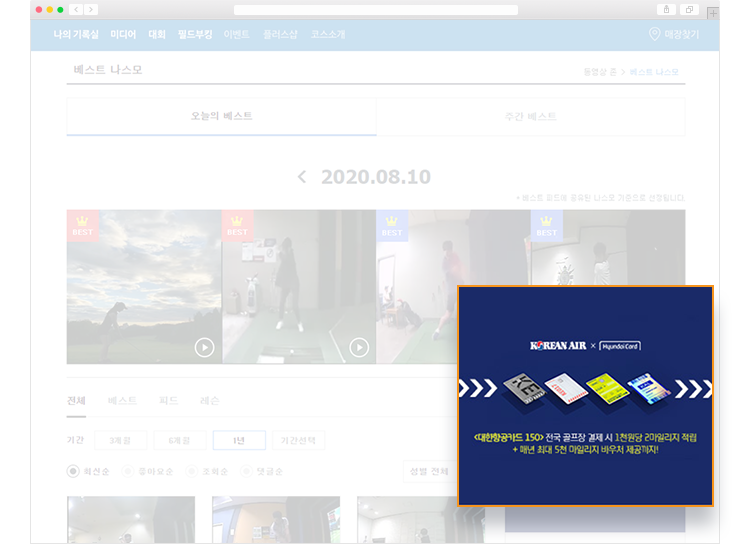 나의 기록실 미디어 대회 필드부킹 이벤트 플러스샵 코스소개 매장찾기
베스트 나스모
동영상 존 > 베스트 나스모
오늘의 베스트 주간 베스트
2020.08.10
* 베스트 피드에 공유된 나스모 기준으로 선정됩니다.
BEST BEST BEST BEST
KOREAN AIR × HyundaiCard
<대한항공카드 150> 전국 골프장 결제 시 1천원당 2마일리지 적립
+ 매년 최대 5천 마일리지 바우처 제공까지!
전체 베스트 피드 레슨
기간 3개월 6개월 1년 기간선택
최신순 좋아요순 조회순 댓글순 성별 전체